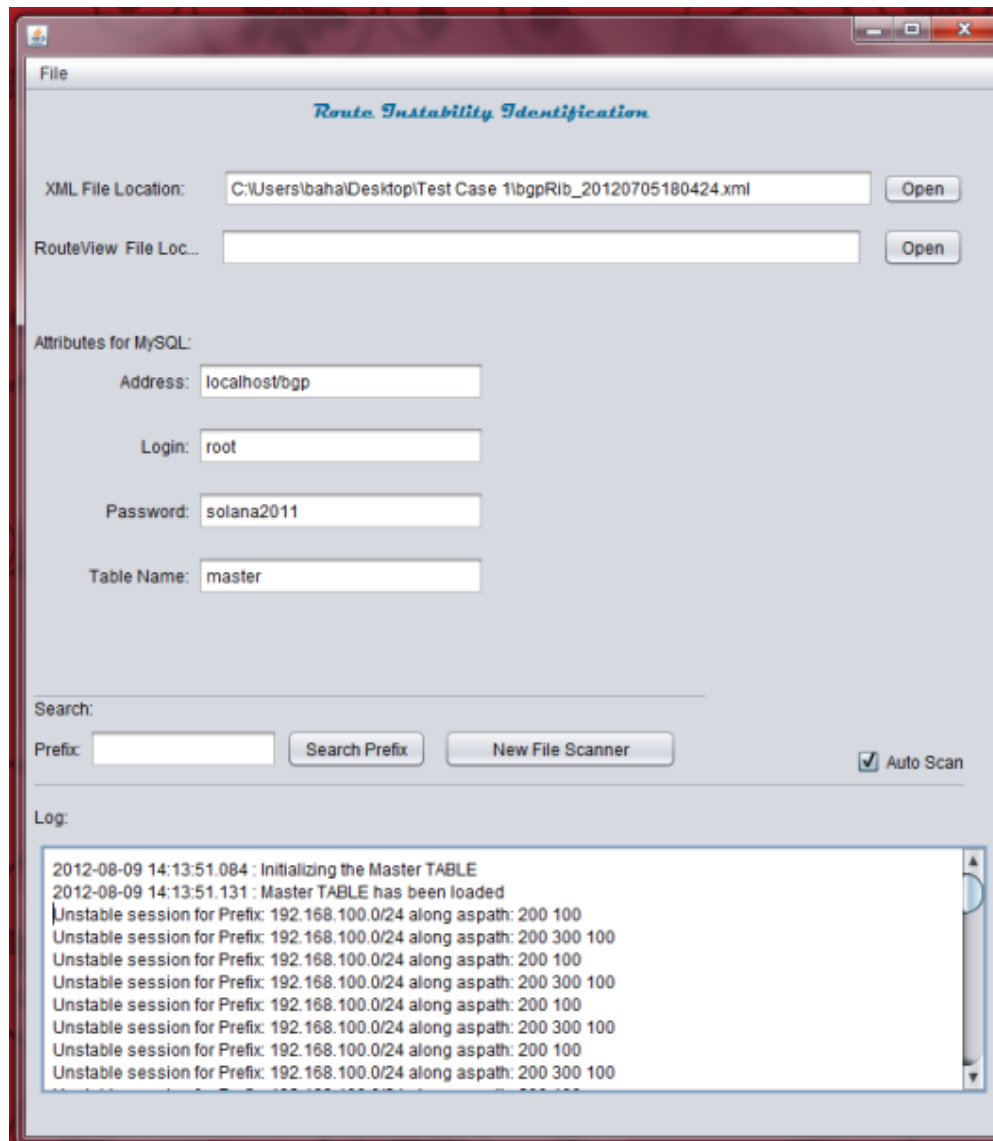 File
Route Instability Identification
XML File Location: C:\Users\baha\Desktop\Test Case 1\bgpRib_20120705180424.xml Open
RouteView File Loc... Open
Attributes for MySQL:
Address: localhost/bgp
Login: root
Password: solana2011
Table Name: master
Search:
Prefix: Search Prefix New File Scanner
Auto Scan
Log:
2012-08-09 14:13:51.084 : Initializing the Master TABLE
2012-08-09 14:13:51.131 : Master TABLE has been loaded
Unstable session for Prefix: 192.168.100.0/24 along aspath: 200 100
Unstable session for Prefix: 192.168.100.0/24 along aspath: 200 300 100
Unstable session for Prefix: 192.168.100.0/24 along aspath: 200 100
Unstable session for Prefix: 192.168.100.0/24 along aspath: 200 300 100
Unstable session for Prefix: 192.168.100.0/24 along aspath: 200 100
Unstable session for Prefix: 192.168.100.0/24 along aspath: 200 300 100
Unstable session for Prefix: 192.168.100.0/24 along aspath: 200 100
Unstable session for Prefix: 192.168.100.0/24 along aspath: 200 300 100